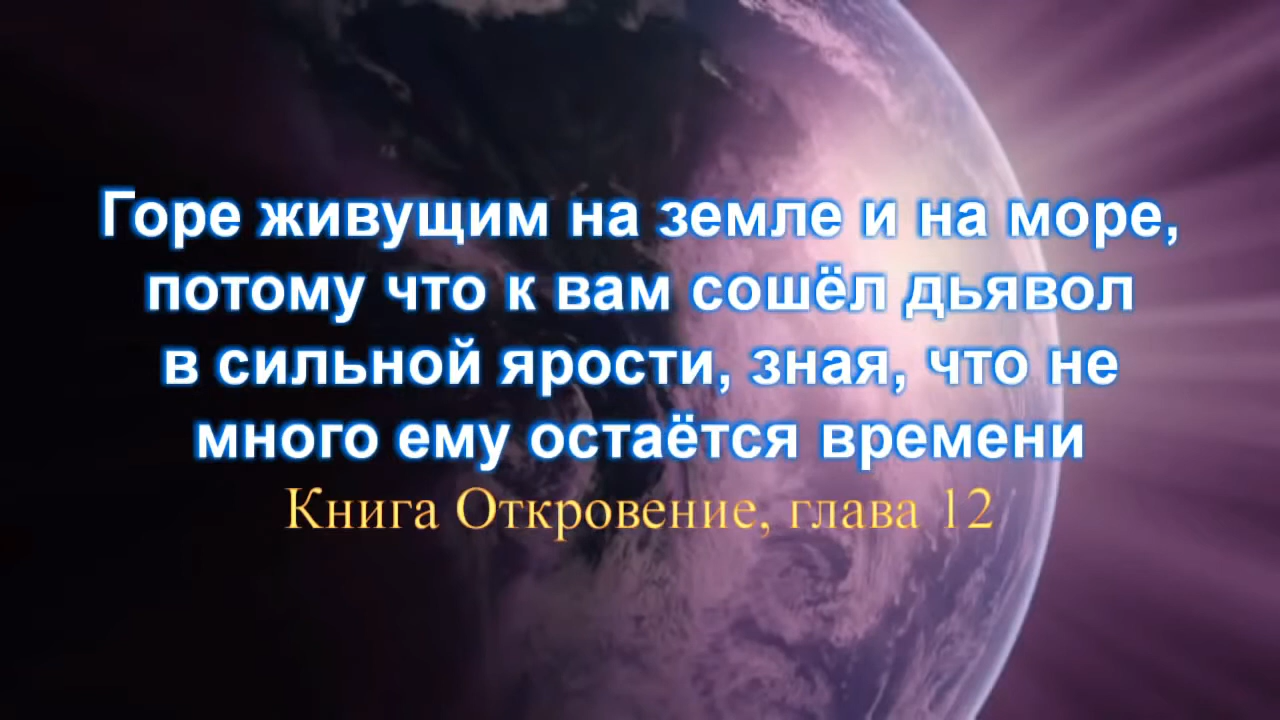 Горе живущим на земле и на море,
потому что к вам сошёл дьявол
в сильной ярости, зная, что не
много ему остаётся времени
Книга Откровение, глава 12